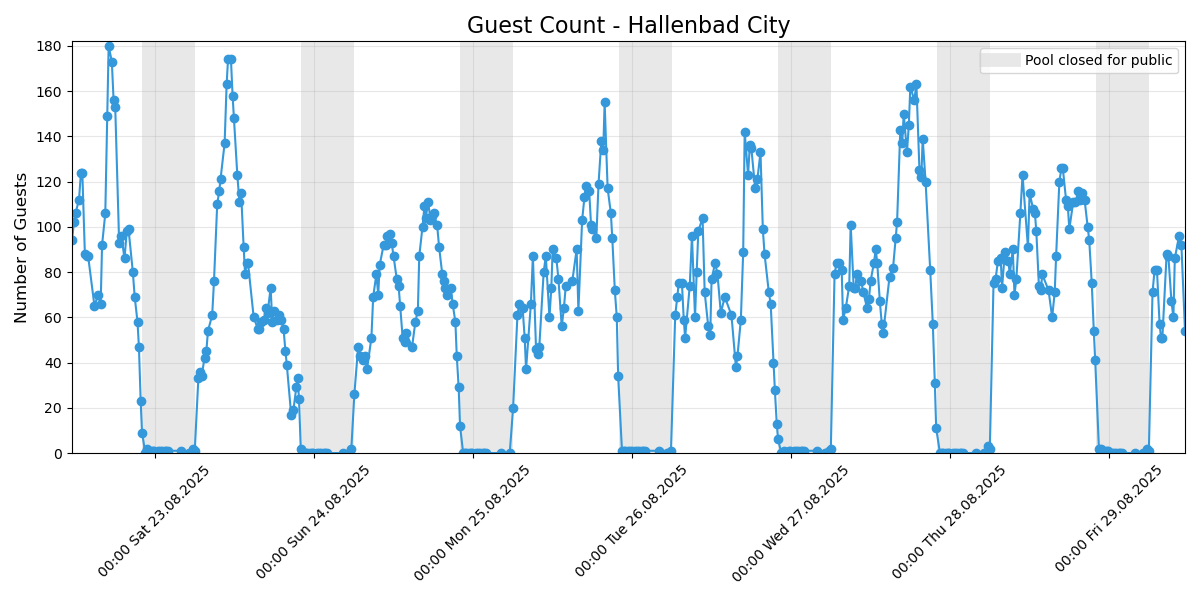 Guest Count - Hallenbad City
Pool closed for public
Number of Guests
180
160
140
120
100
80
60
40
20
0
00:00 Sat 23.08.2025
00:00 Sun 24.08.2025
00:00 Mon 25.08.2025
00:00 Tue 26.08.2025
00:00 Wed 27.08.2025
00:00 Thu 28.08.2025
00:00 Fri 29.08.2025